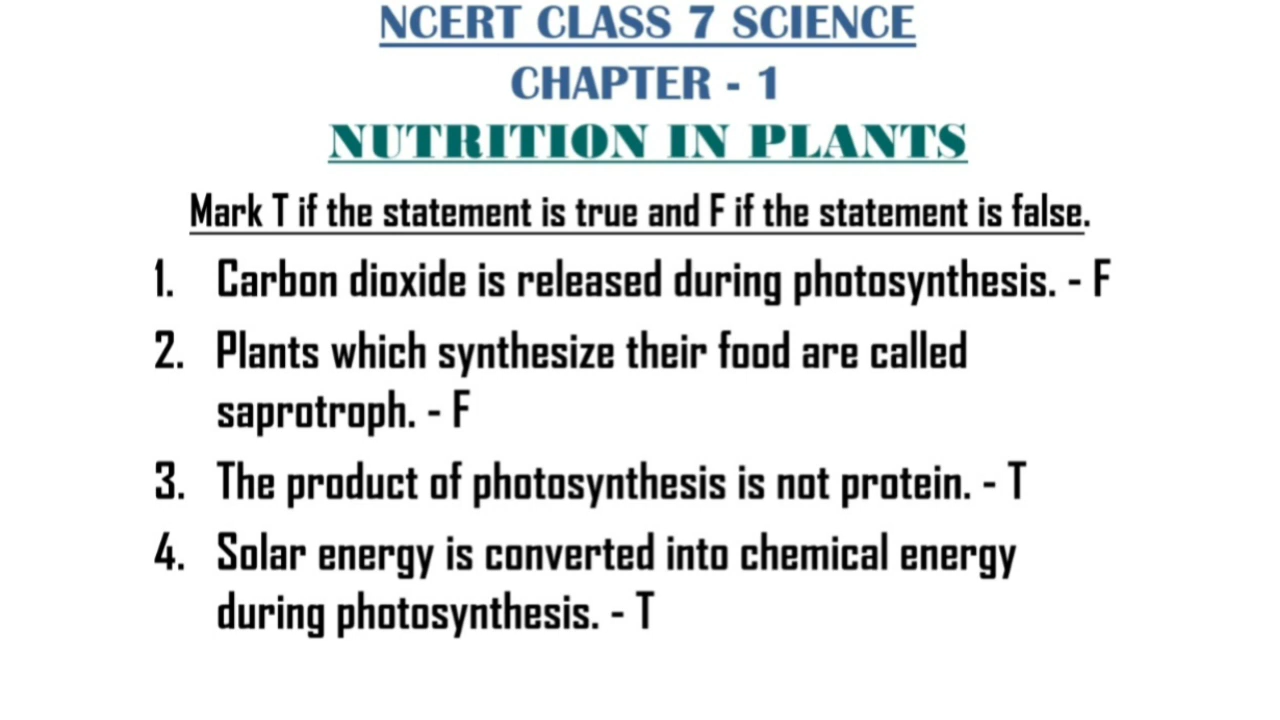 NCERT CLASS 7 SCIENCE
CHAPTER - 1
NUTRITION IN PLANTS
Mark T if the statement is true and F if the statement is false.
1. Carbon dioxide is released during photosynthesis. - F
2. Plants which synthesize their food are called
saprotroph. - F
3. The product of photosynthesis is not protein. - T
4. Solar energy is converted into chemical energy
during photosynthesis. - T